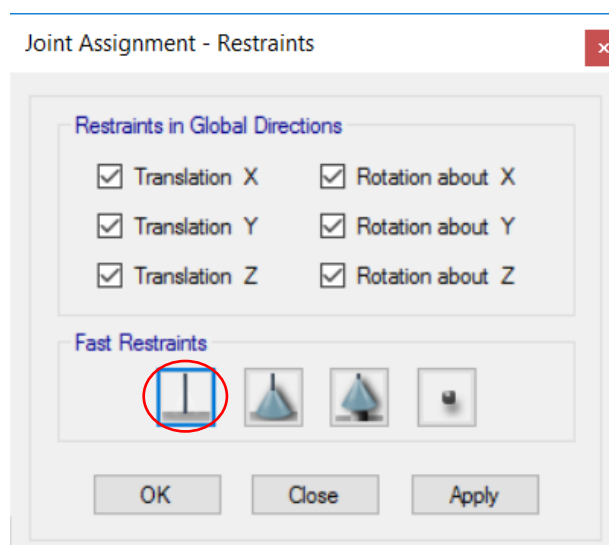 Joint Assignment - Restraints
Restraints in Global Directions
Translation X
Rotation about X
Translation Y
Rotation about Y
Translation Z
Rotation about Z
Fast Restraints
OK
Close
Apply